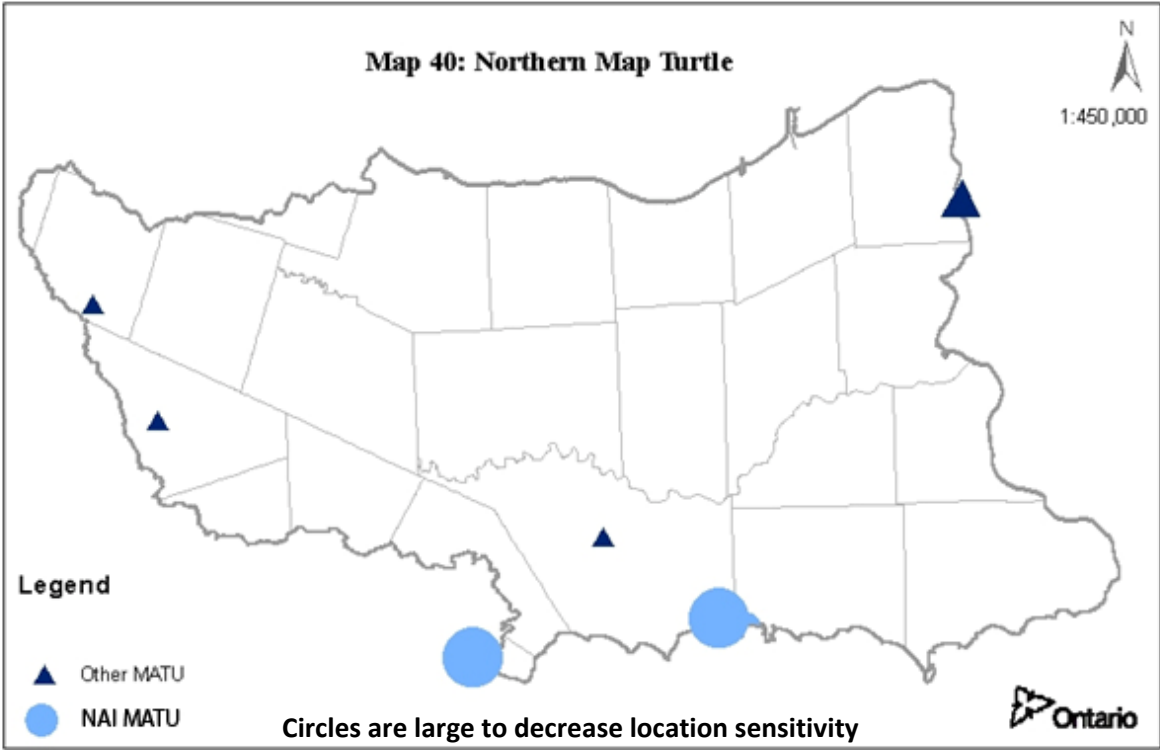 Map 40: Northern Map Turtle
N
1:450,000
Legend
Other MATU
NAI MATU
Circles are large to decrease location sensitivity
Ontario